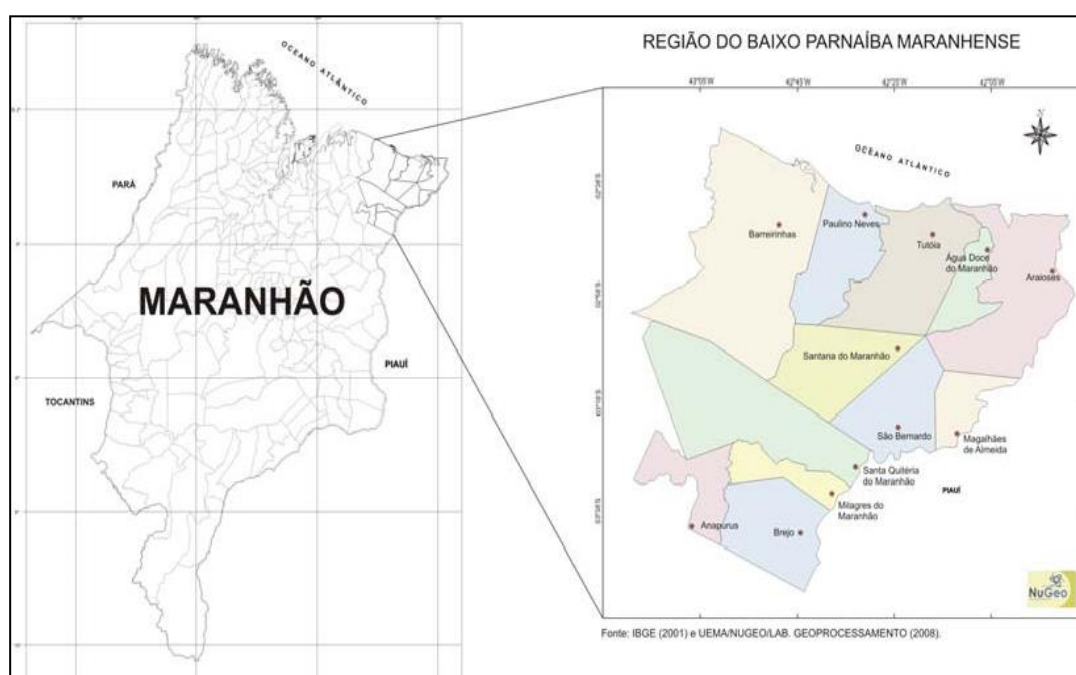 OCEANO ATLÂNTICO
PARÁ
MARANHÃO
PIAUÍ
TOCANTINS
REGIÃO DO BAIXO PARNAÍBA MARANHENSE
N
OCEANO ATLÂNTICO
Barreirinhas
Paulino Neves
Tutóia
Água Doce
do Maranhão
Araioses
Santana do Maranhão
São Bernardo
Magalhães
de Almeida
Santa Quitéria
do Maranhão
PIAUÍ
Milagres do
Maranhão
Anapurus
Brejo
NuGeo
Fonte: IBGE (2001) e UEMA/NUGEO/LAB. GEOPROCESSAMENTO (2008).